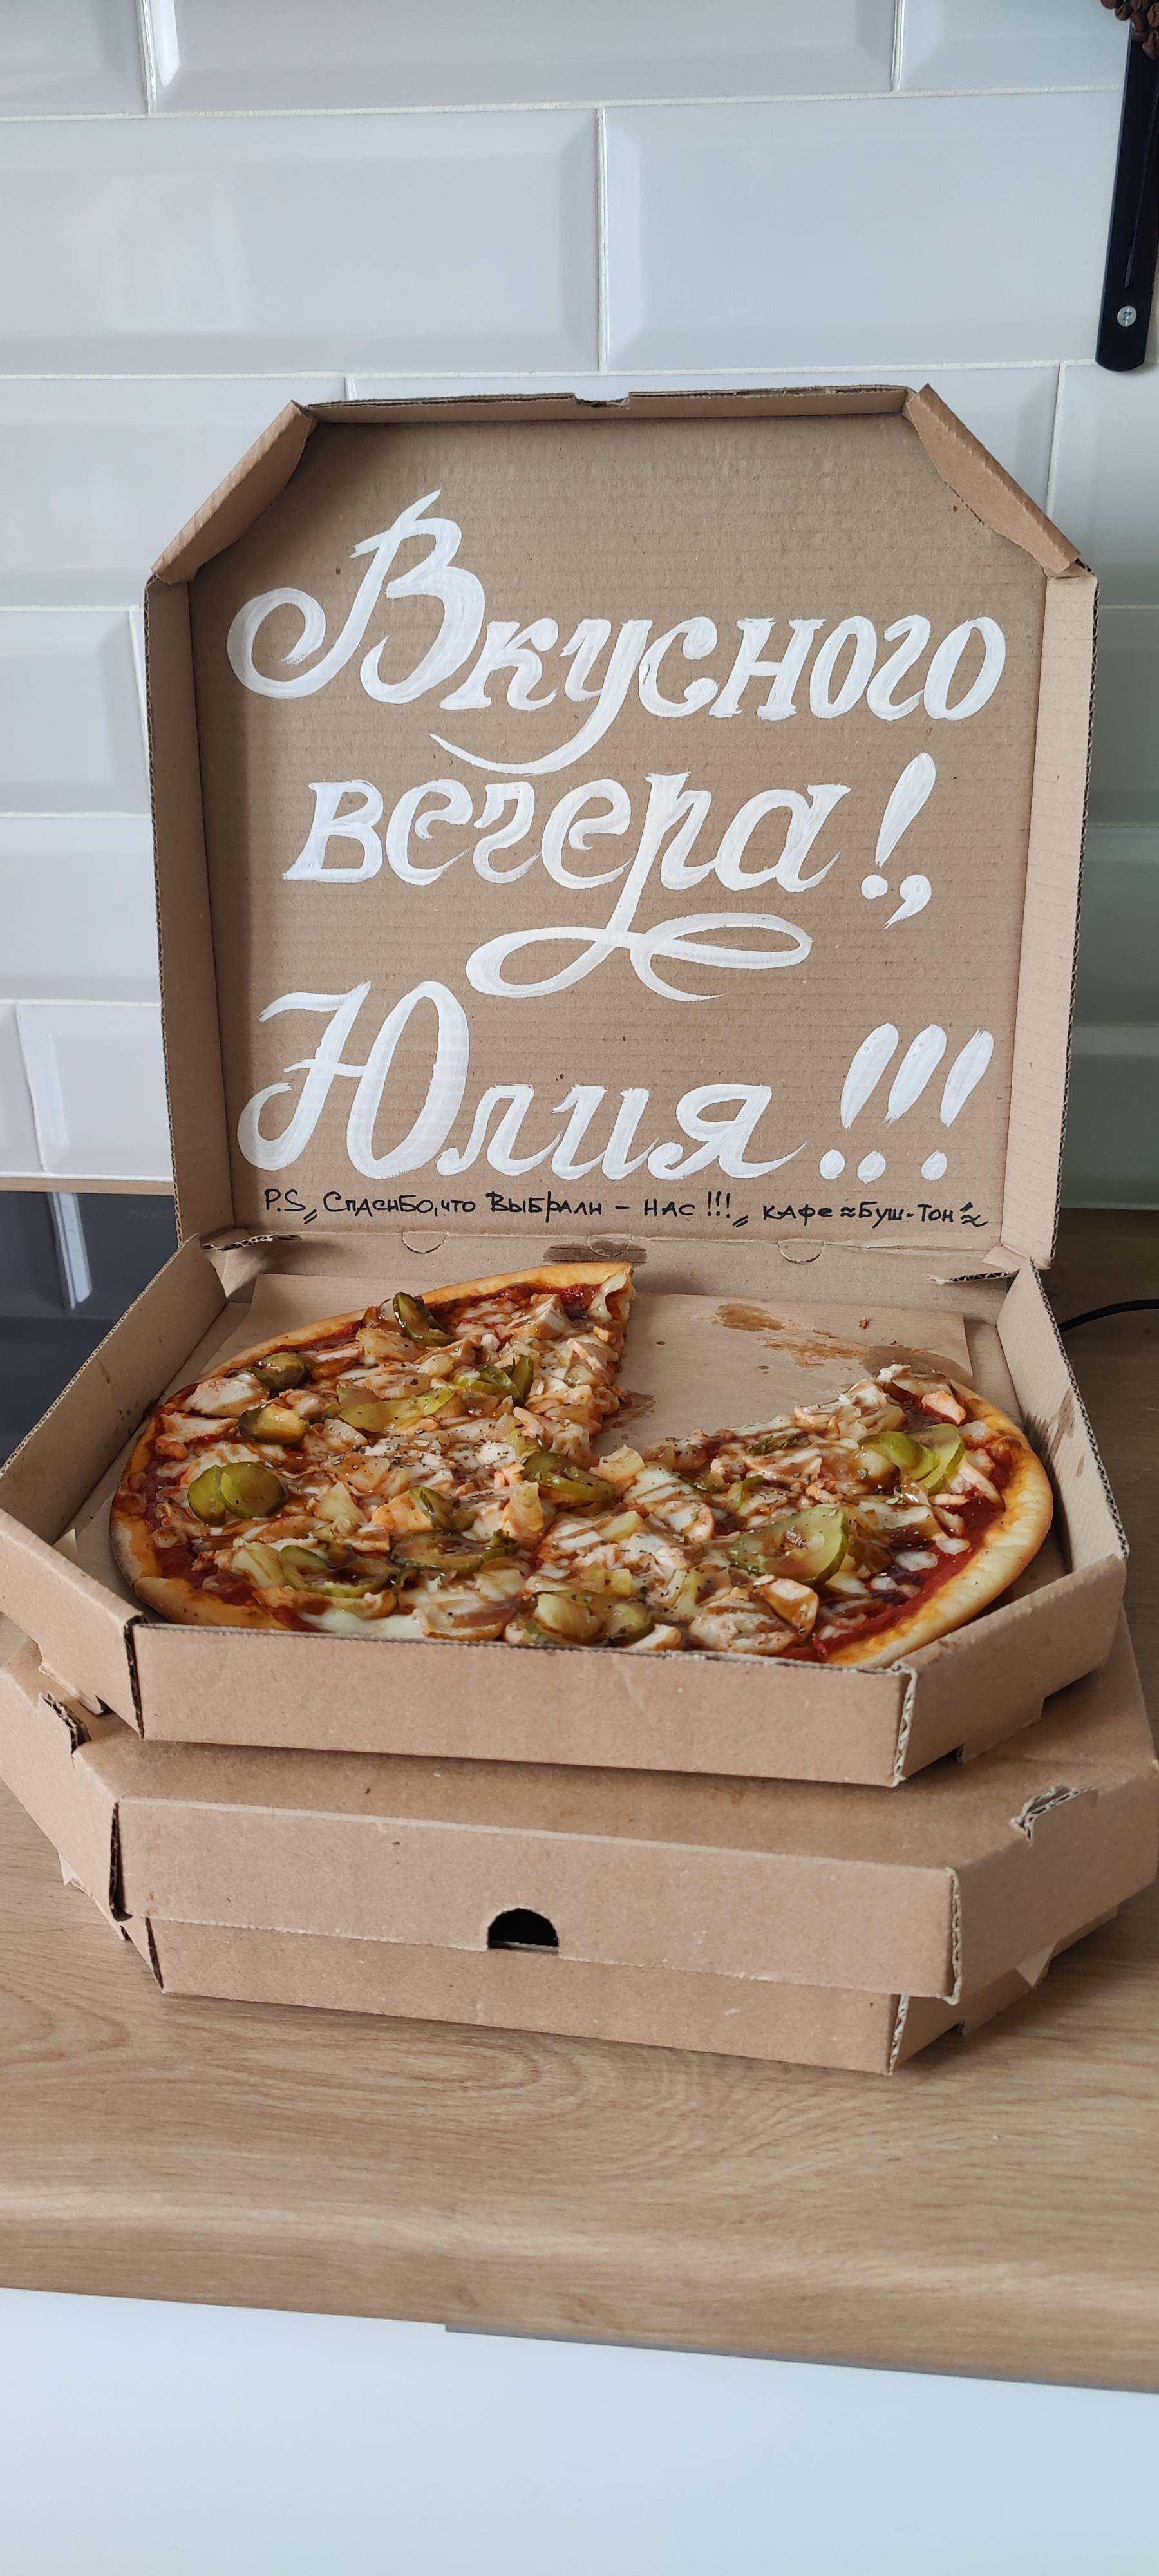 Вкусного
вечера!,
Юлия!!!
P.S „ Спасибо, что Выбрали – нас !!! „ кафе ≈ Буш-Тон ≈